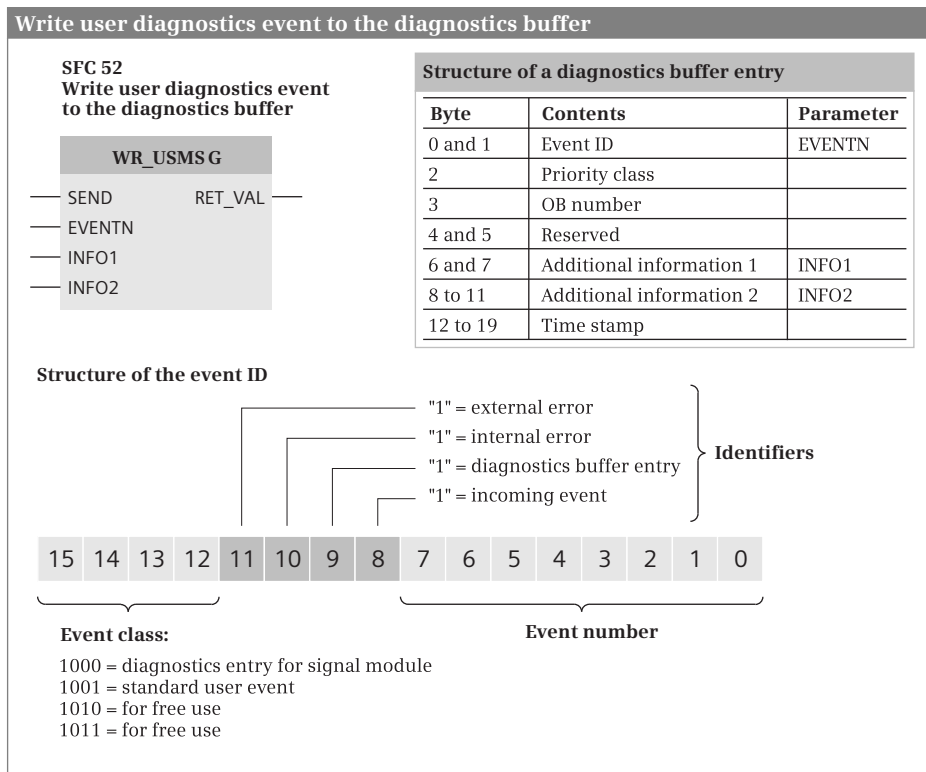 Write user diagnostics event to the diagnostics buffer
SFC 52
Write user diagnostics event
to the diagnostics buffer
WR_USMS G
SEND RET_VAL
EVENTN
INFO1
INFO2
Structure of a diagnostics buffer entry
Byte Contents Parameter
0 and 1 Event ID EVENTN
2 Priority class
3 OB number
4 and 5 Reserved
6 and 7 Additional information 1 INFO1
8 to 11 Additional information 2 INFO2
12 to 19 Time stamp
Structure of the event ID
"1" = external error
"1" = internal error
"1" = diagnostics buffer entry
"1" = incoming event
Identifiers
15 14 13 12 11 10 9 8 7 6 5 4 3 2 1 0
Event class:
1000 = diagnostics entry for signal module
1001 = standard user event
1010 = for free use
1011 = for free use
Event number